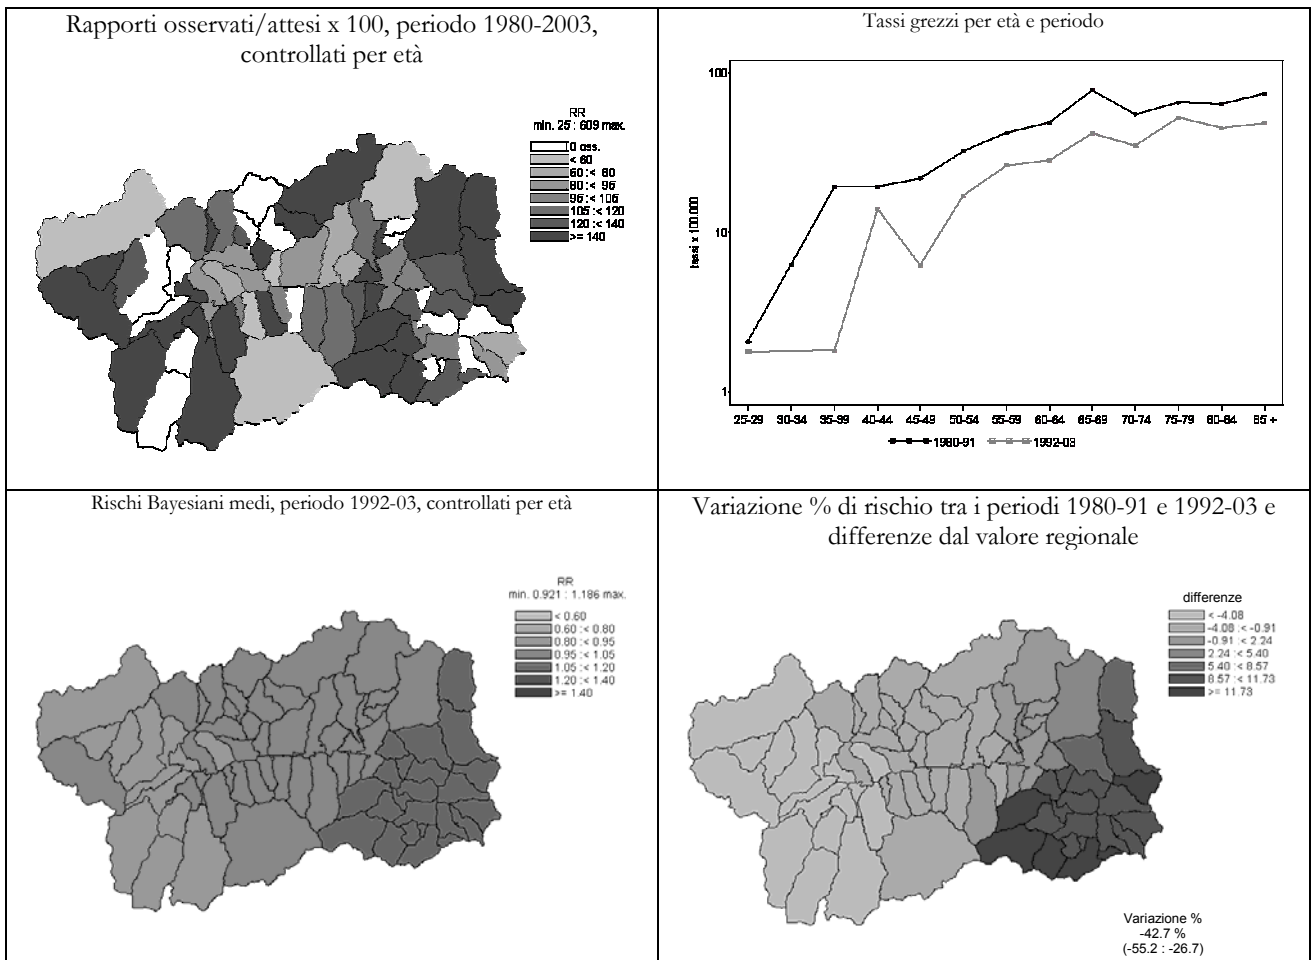 Rapporti osservati/attesi x 100, periodo 1980-2003,
controllati per età
RR
min. 25 : 609 max.
0 oss.
< 60
60 :< 80
80 :< 95
95 :< 105
105 :< 120
120 :< 140
>= 140
Tassi grezzi per età e periodo
100
10
1
tassi x 100.000
25-29 30-34 35-39 40-44 45-49 50-54 55-59 60-64 65-69 70-74 75-79 80-84 85 +
1980-91 1992-03
Rischi Bayesiani medi, periodo 1992-03, controllati per età
RR
min. 0.921 : 1.186 max.
< 0.60
0.60 :< 0.80
0.80 :< 0.95
0.95 :< 1.05
1.05 :< 1.20
1.20 :< 1.40
>= 1.40
Variazione % di rischio tra i periodi 1980-91 e 1992-03 e
differenze dal valore regionale
differenze
< -4.08
-4.08 :< -0.91
-0.91 :< 2.24
2.24 :< 5.40
5.40 :< 8.57
8.57 :< 11.73
>= 11.73
Variazione %
-42.7 %
(-55.2 : -26.7)